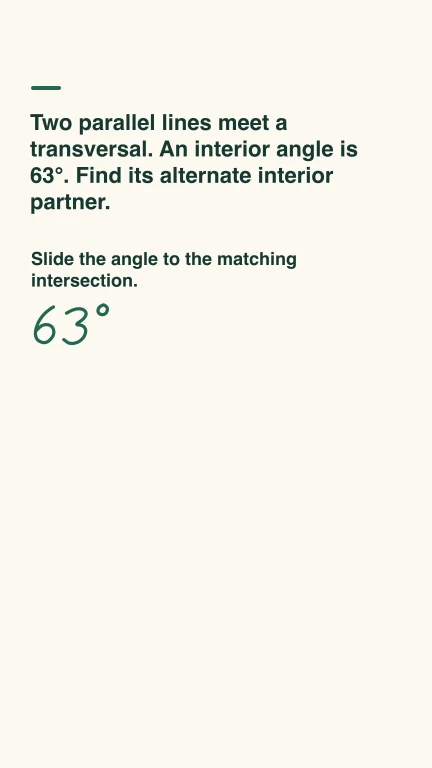 Two parallel lines meet a
transversal. An interior angle is
63°. Find its alternate interior
partner.
Slide the angle to the matching
intersection.
63°